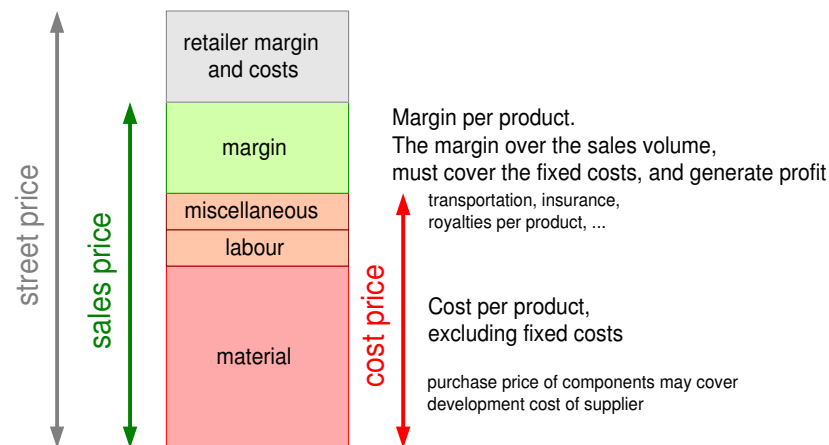 street price
sales price
retailer margin
and costs
margin
miscellaneous
labour
material
cost price
Margin per product.
The margin over the sales volume,
must cover the fixed costs, and generate profit
transportation, insurance,
royalties per product, ...
Cost per product,
excluding fixed costs
purchase price of components may cover
development cost of supplier